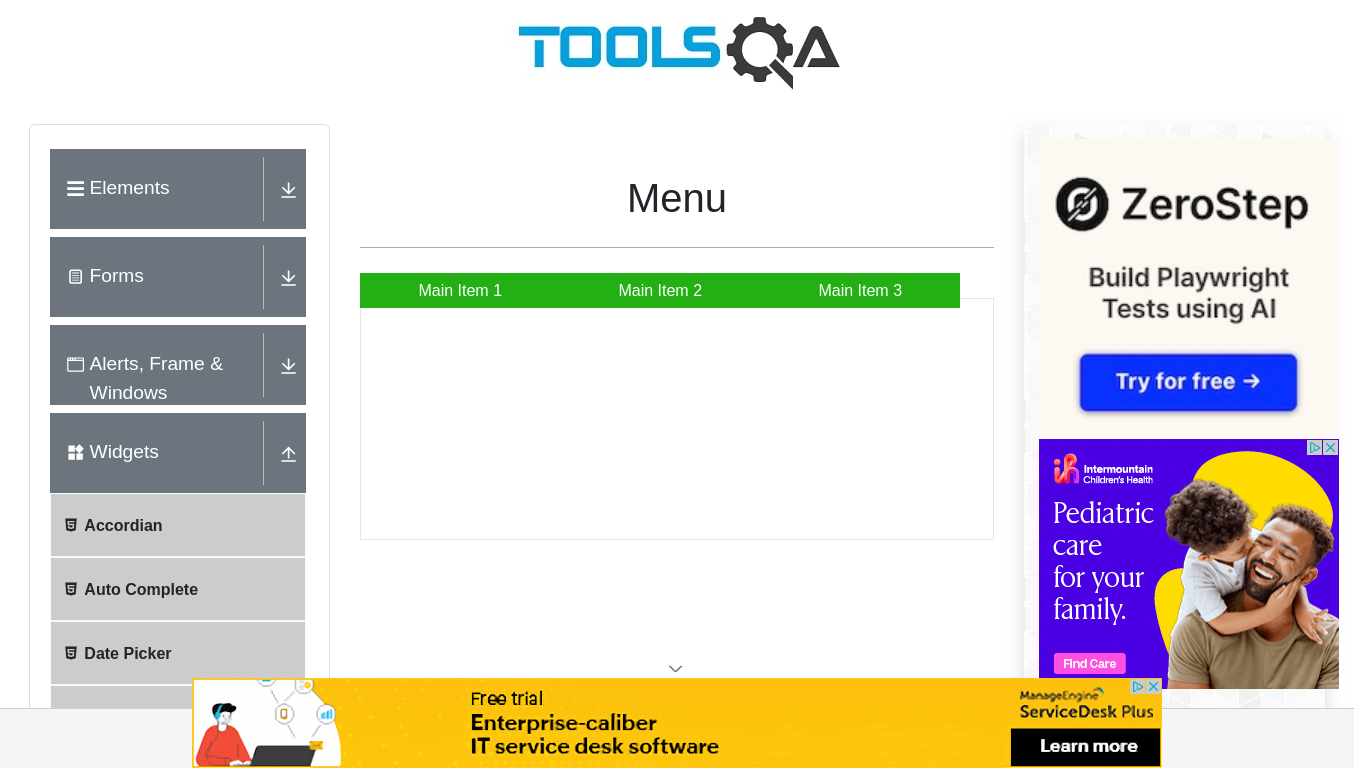 TOOLSQA
Elements
Forms
Alerts, Frame &
Windows
Widgets
Accordian
Auto Complete
Date Picker
Menu
Main Item 1
Main Item 2
Main Item 3
ZeroStep
Build Playwright
Tests using AI
Try for free →
Intermountain
Children's Health
Pediatric
care
for your
family.
Find Care
Free trial
Enterprise-caliber
IT service desk software
ManageEngine
ServiceDesk Plus
Learn more